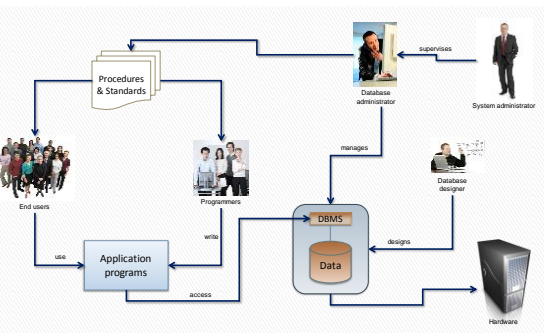 supervises
Procedures
& Standards
Database
administrator
System administrator
manages
End users
Programmers
Database
designer
DBMS
write
designs
use
Application
programs
Data
access
Hardware